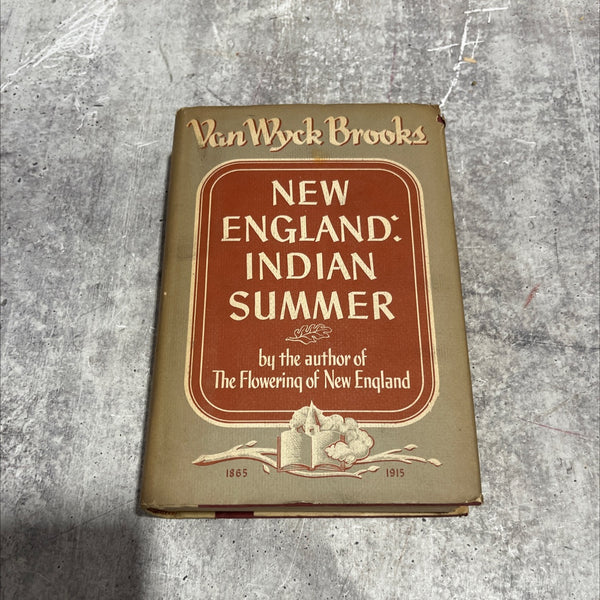 Van Wyck Brooks
NEW
ENGLAND:
INDIAN
SUMMER
by the author of
The Flowering of New England
1865 1915